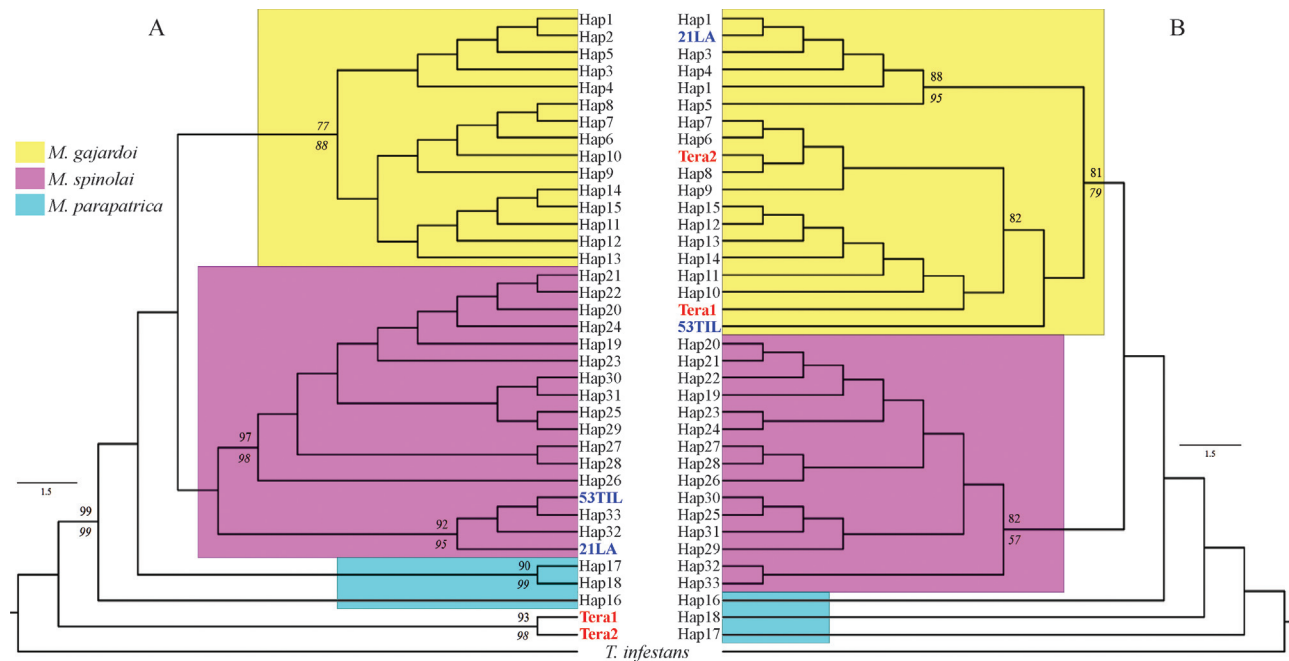 A
B
M. gajardoi
M. spinolai
M. parapatrica
1.5
Hap1
Hap2
Hap5
Hap3
Hap4
Hap8
Hap7
Hap6
Hap10
Hap9
Hap14
Hap15
Hap11
Hap12
Hap13
Hap21
Hap22
Hap20
Hap24
Hap19
Hap23
Hap30
Hap31
Hap25
Hap29
Hap27
Hap28
Hap26
53TIL
Hap33
Hap32
21LA
Hap17
Hap18
Hap16
Tera1
Tera2
T. infestans
77
88
97
98
92
95
99
99
90
99
93
98
Hap1
21LA
Hap3
Hap4
Hap1
Hap5
Hap7
Hap6
Tera2
Hap8
Hap9
Hap15
Hap12
Hap13
Hap14
Hap11
Hap10
Tera1
53TIL
Hap20
Hap21
Hap22
Hap19
Hap23
Hap24
Hap27
Hap28
Hap26
Hap30
Hap25
Hap31
Hap29
Hap32
Hap33
Hap16
Hap18
Hap17
88
95
81
79
82
82
57
1.5